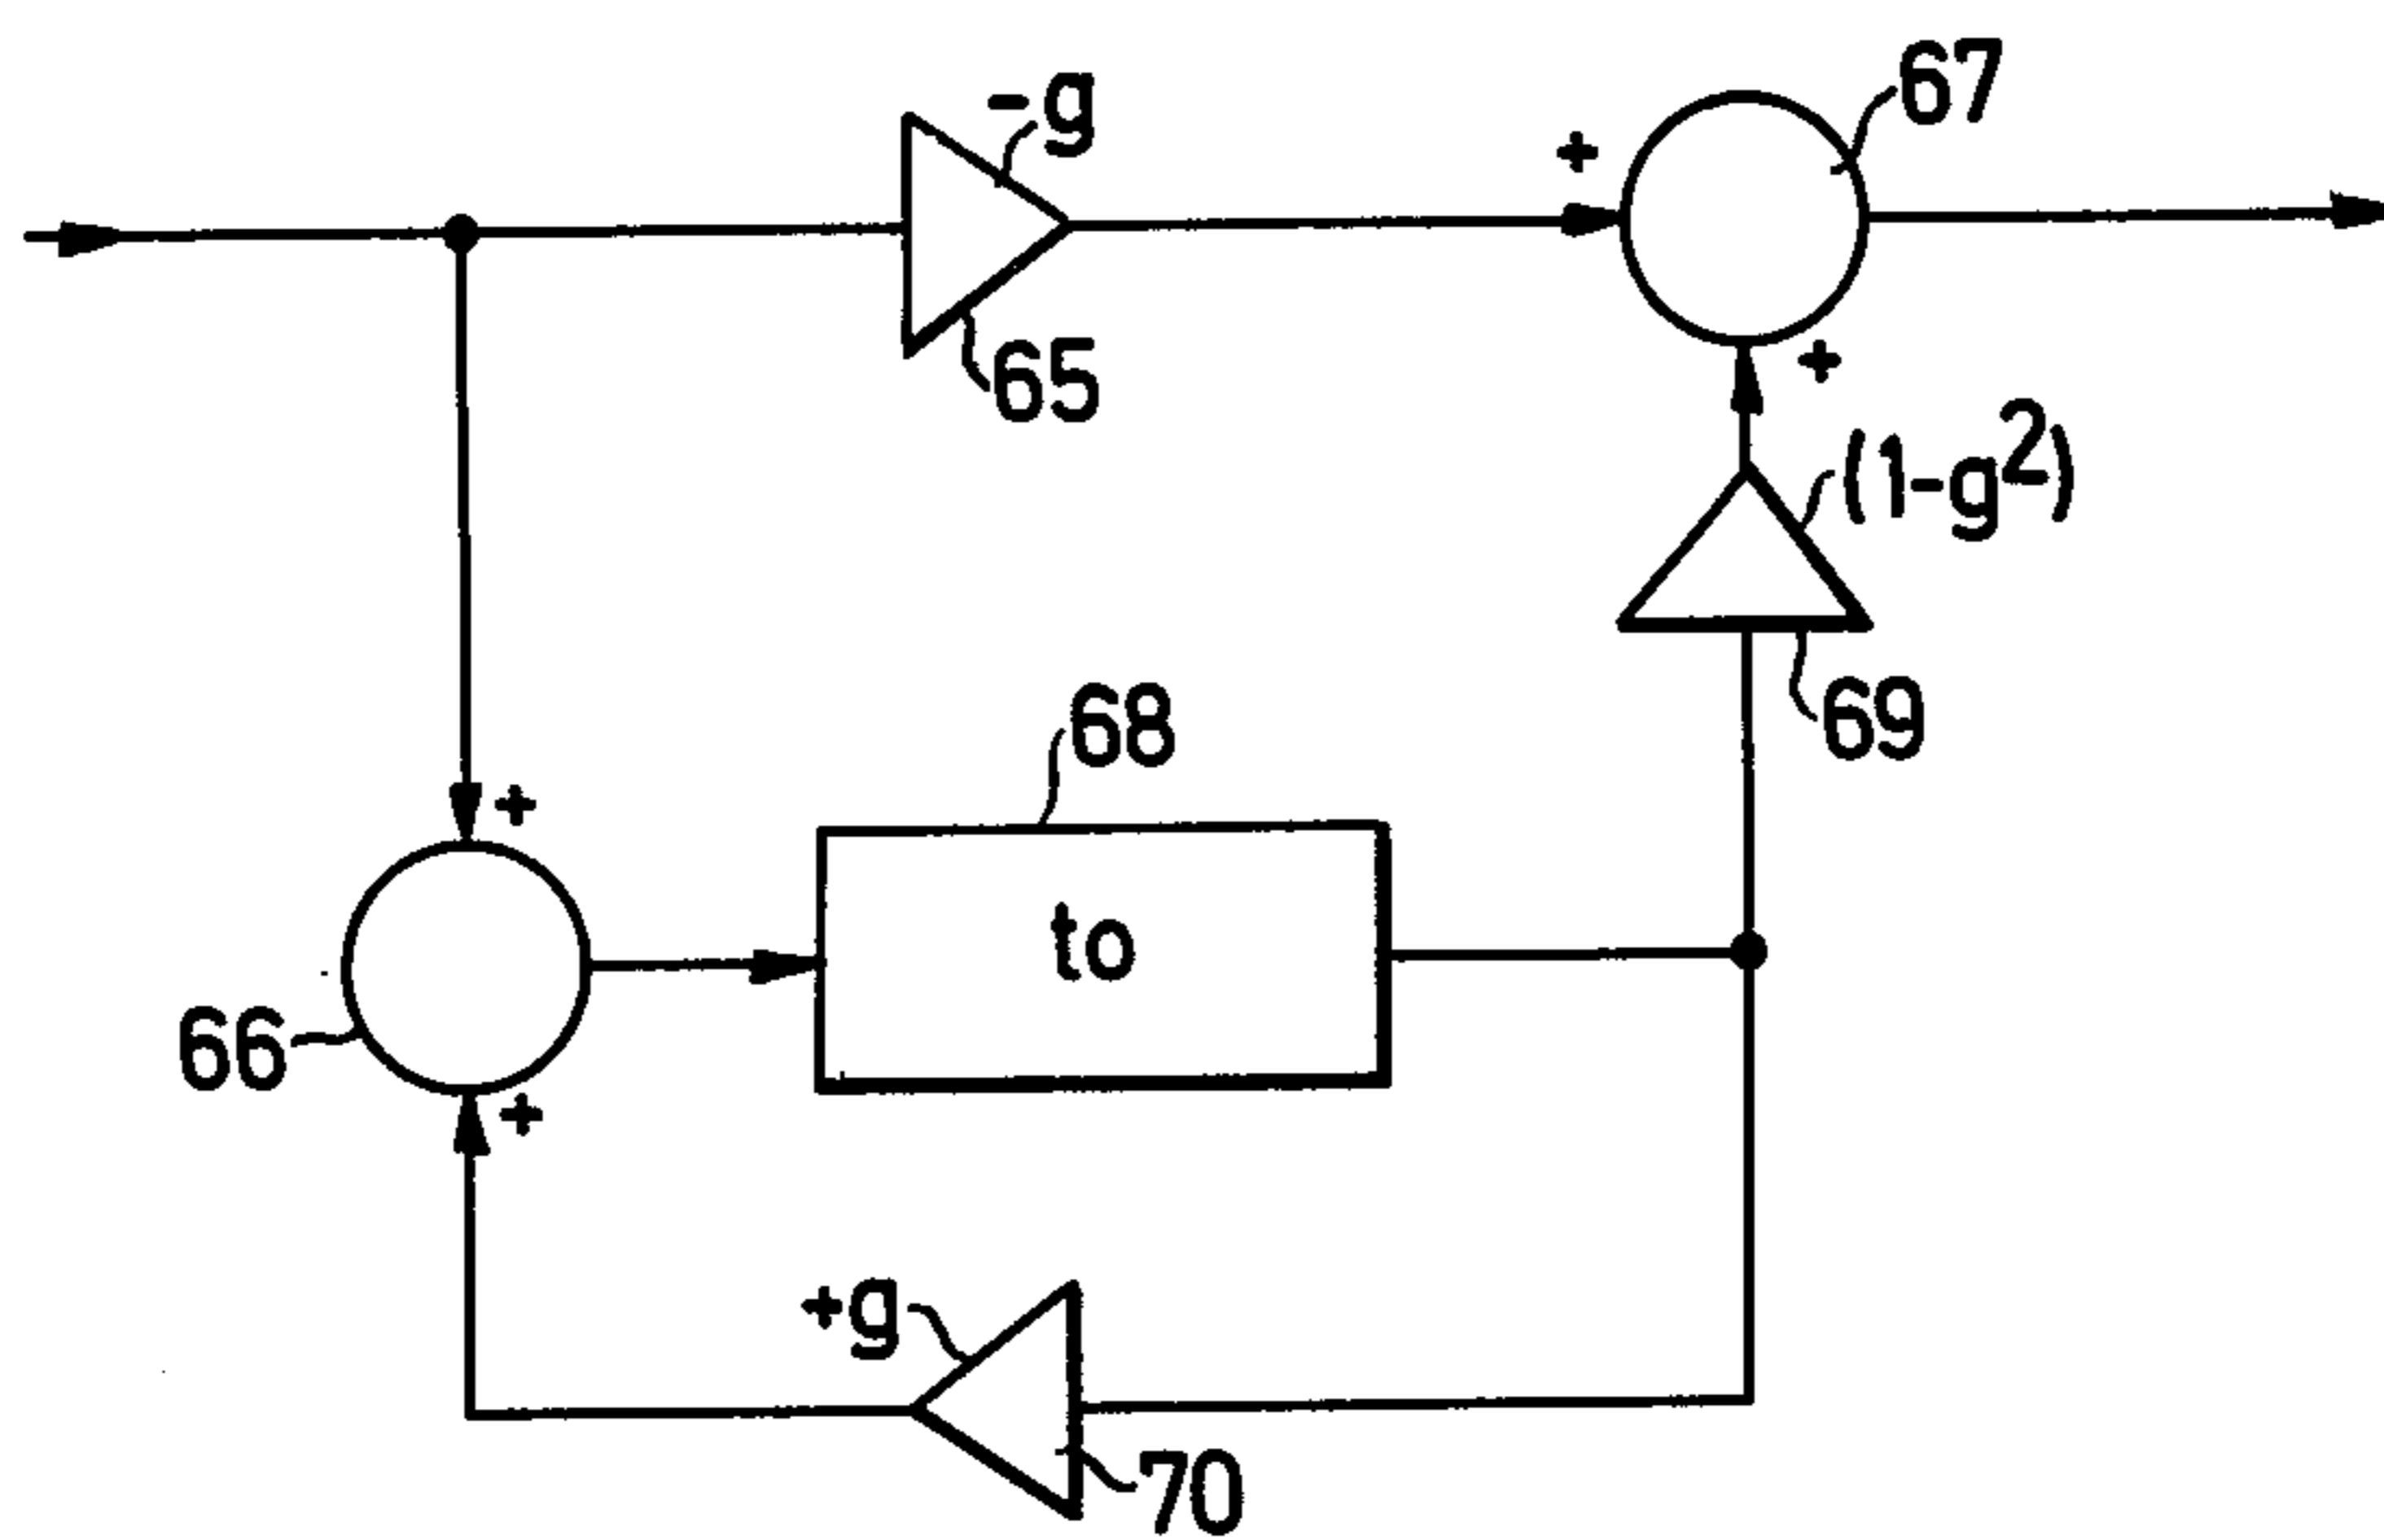 67
-g
+
65
+
(1-g²)
68
69
+
to
66
+
+g
70